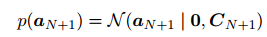 p(a_{N+1}) = 𝒩(a_{N+1} | 0, C_{N+1})